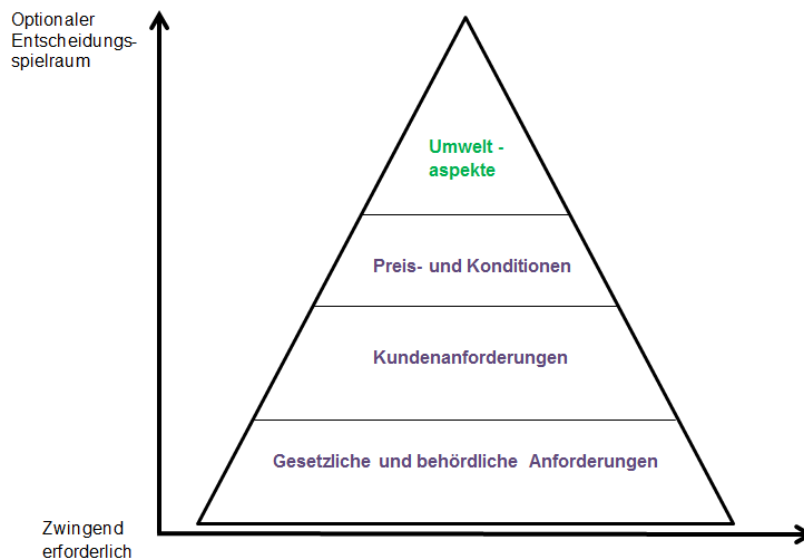 Optionaler
Entscheidungs-
spielraum
Umwelt -
aspekte
Preis- und Konditionen
Kundenanforderungen
Gesetzliche und behördliche Anforderungen
Zwingend
erforderlich